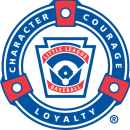 CHARACTER
COURAGE
LITTLE LEAGUE
BASEBALL
LOYALTY
®